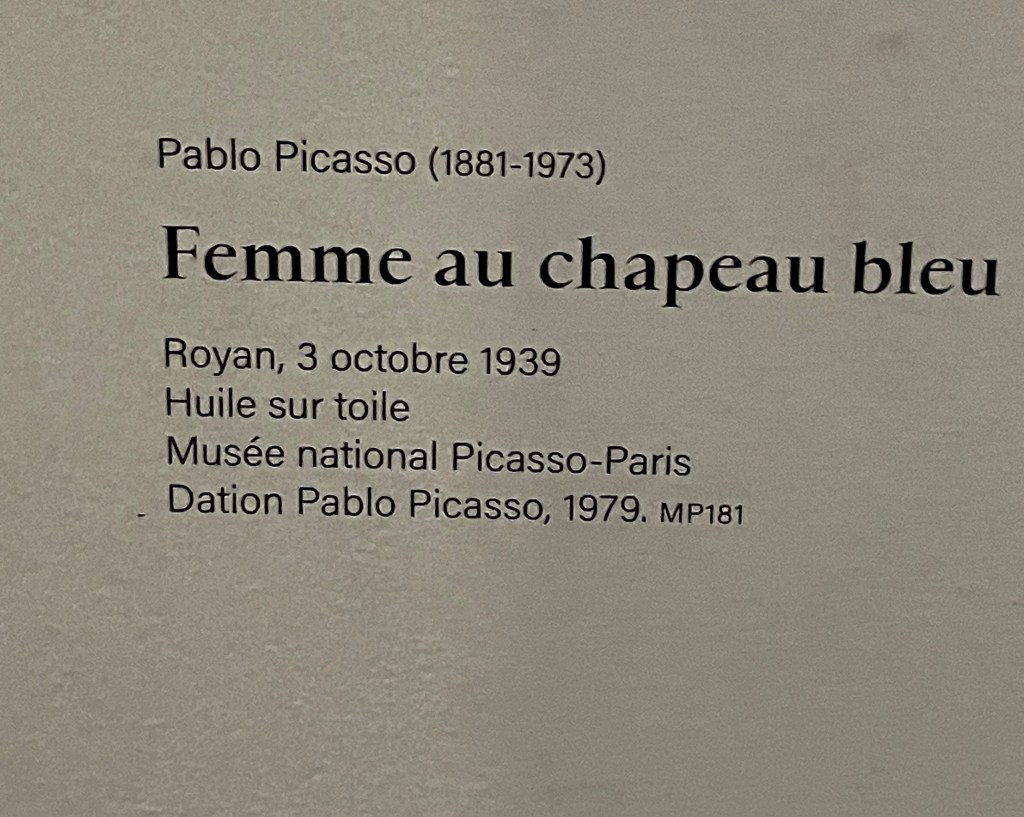 Pablo Picasso (1881-1973)
Femme au chapeau bleu
Royan, 3 octobre 1939
Huile sur toile
Musée national Picasso-Paris
Dation Pablo Picasso, 1979. MP181